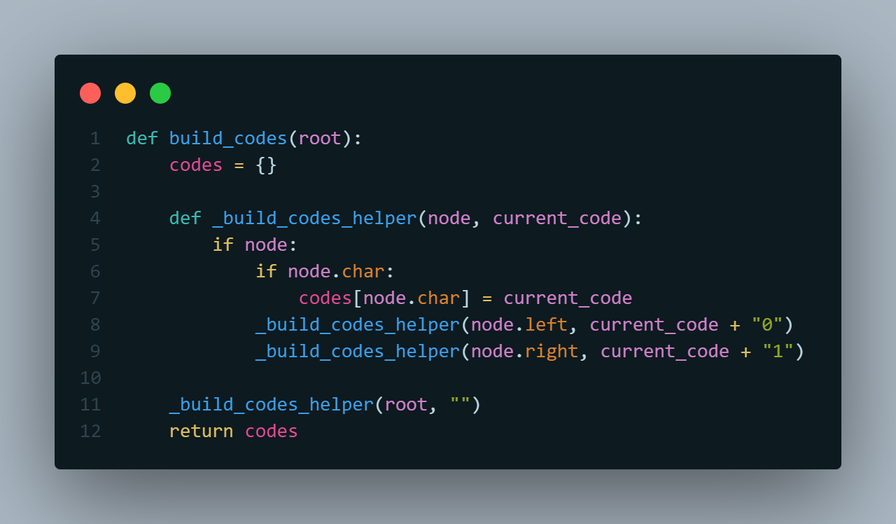 1 def build_codes(root):
2     codes = {}
3
4     def _build_codes_helper(node, current_code):
5         if node:
6             if node.char:
7                 codes[node.char] = current_code
8             _build_codes_helper(node.left, current_code + "0")
9             _build_codes_helper(node.right, current_code + "1")
10
11     _build_codes_helper(root, "")
12     return codes